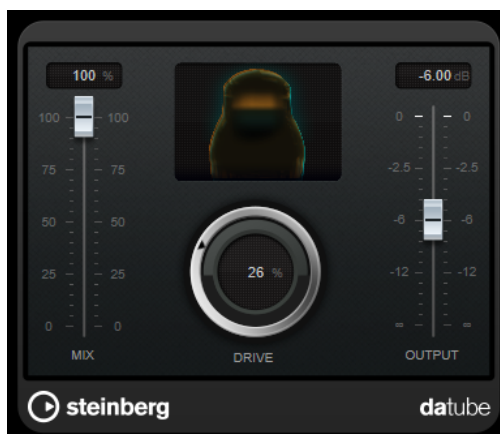 100 %
-6.00 dB
100 100
75 75
50 50
25 25
0 0
MIX
26 %
DRIVE
0 0
-2.5 -2.5
-6 -6
-12 -12
∞ ∞
OUTPUT
steinberg
datube